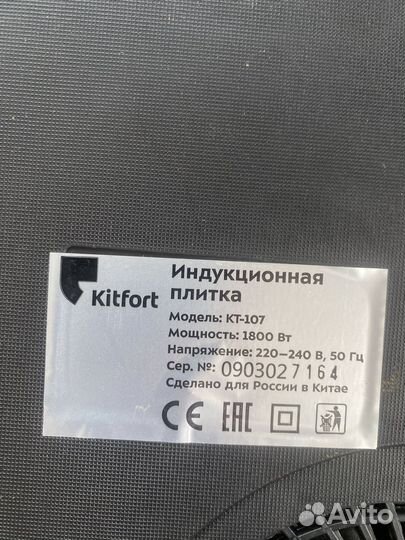 Kitfort
Индукционная
плитка
Модель: КТ-107
Мощность: 1800 Вт
Напряжение: 220–240 В, 50 Гц
Сер. №: 0903027164
Сделано для России в Китае
CE EAC
Avito